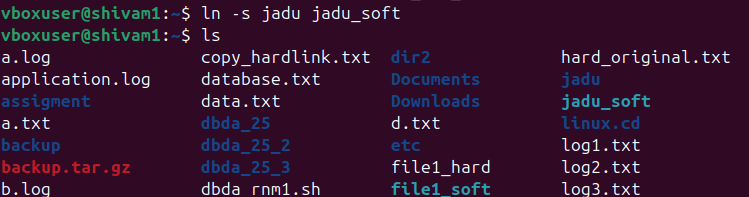 vboxuser@shivam1:~$ ln -s jadu jadu_soft
vboxuser@shivam1:~$ ls
a.log copy_hardlink.txt dir2 hard_original.txt
application.log database.txt Documents jadu
assigment data.txt Downloads jadu_soft
a.txt dbda_25 d.txt linux.cd
backup dbda_25_2 etc log1.txt
backup.tar.gz dbda_25_3 file1_hard log2.txt
b.log dbda_rnm1.sh file1_soft log3.txt